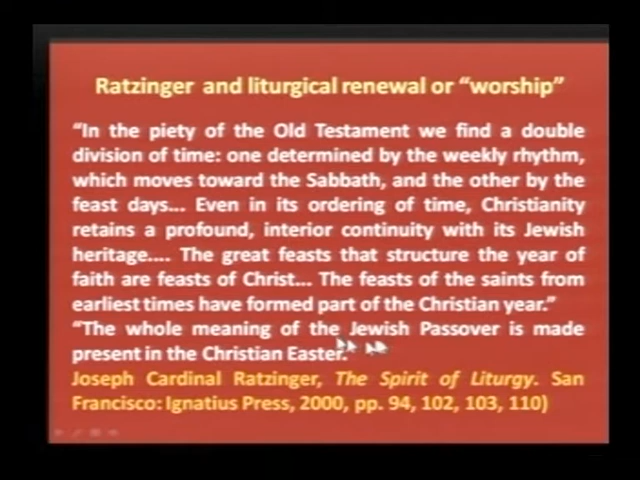 Ratzinger and liturgical renewal or “worship”
“In the piety of the Old Testament we find a double
division of time: one determined by the weekly rhythm,
which moves toward the Sabbath, and the other by the
feast days... Even in its ordering of time, Christianity
retains a profound, interior continuity with its Jewish
heritage.... The great feasts that structure the year of
faith are feasts of Christ... The feasts of the saints from
earliest times have formed part of the Christian year.”
“The whole meaning of the Jewish Passover is made
present in the Christian Easter.”
Joseph Cardinal Ratzinger, The Spirit of Liturgy. San
Francisco: Ignatius Press, 2000, pp. 94, 102, 103, 110)